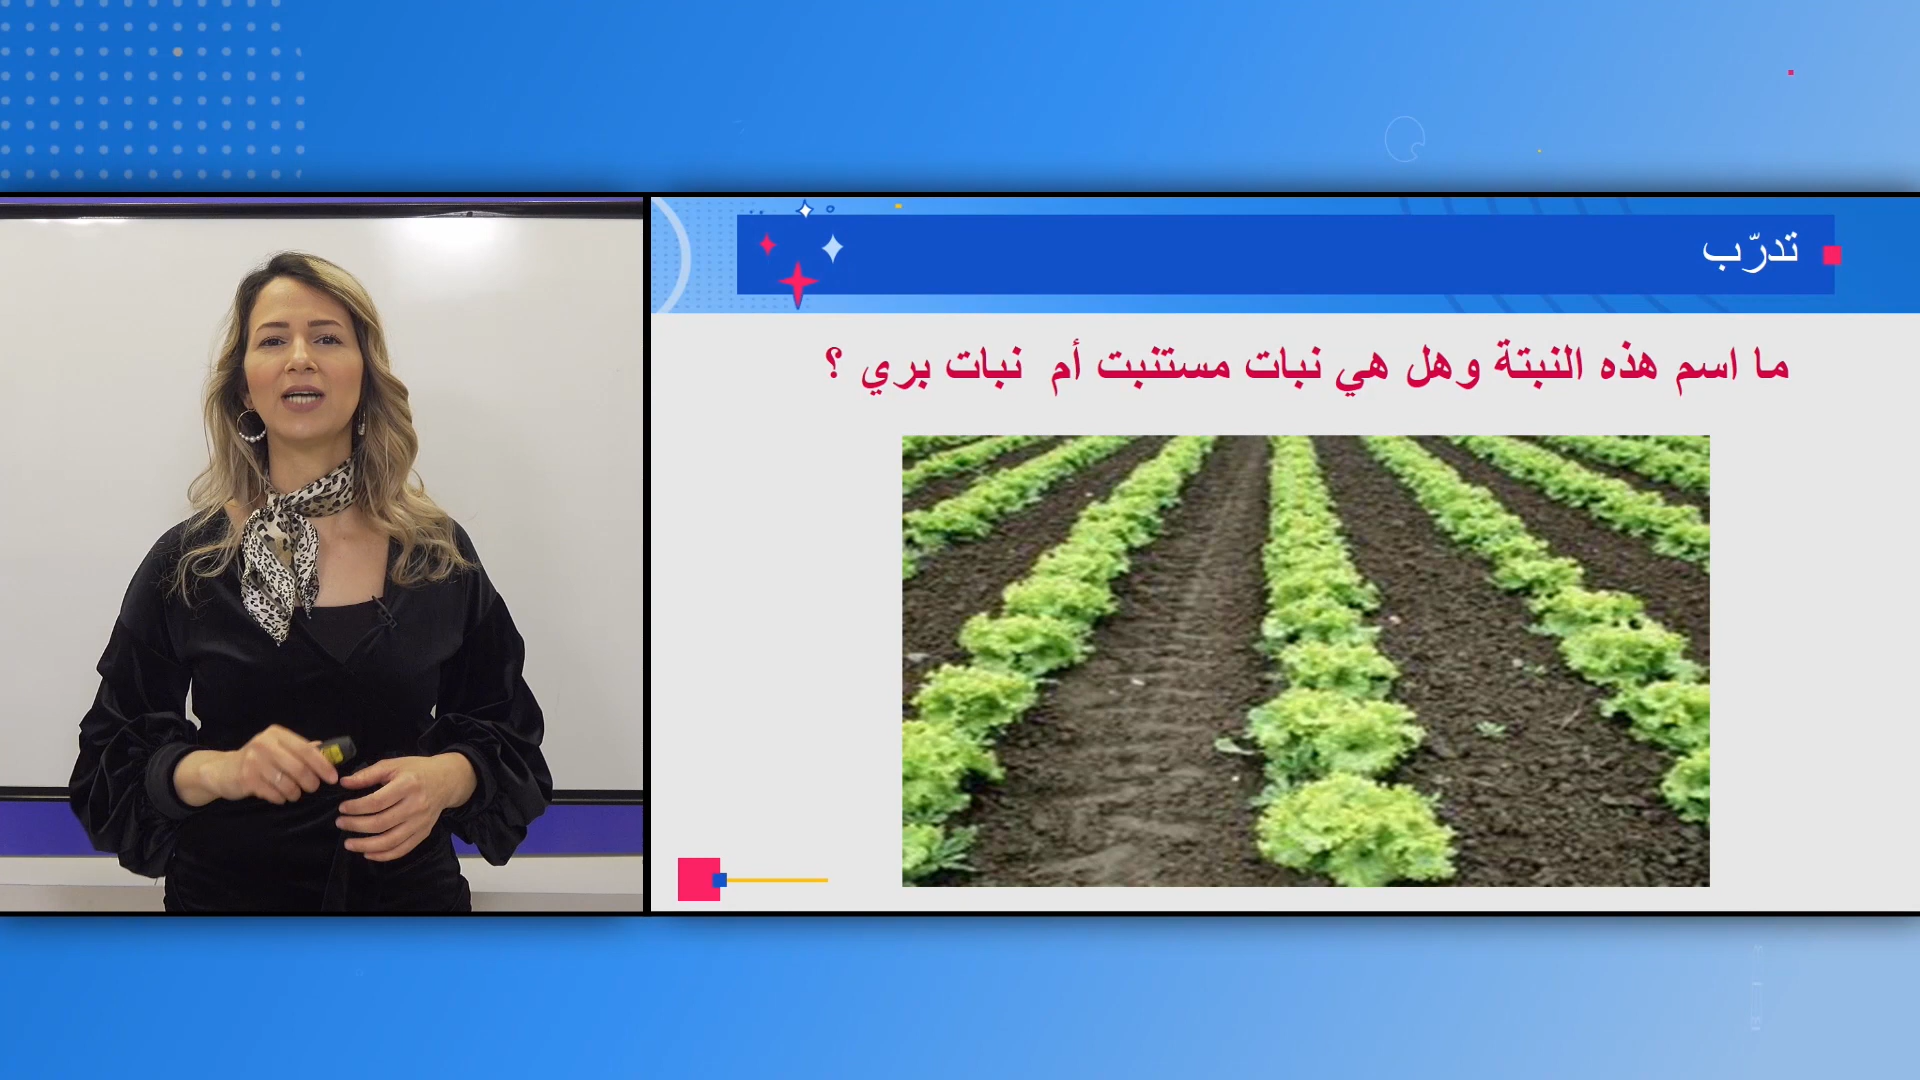 تدرّب
ما اسم هذه النبتة وهل هي نبات مستنبت أم نبات بري ؟